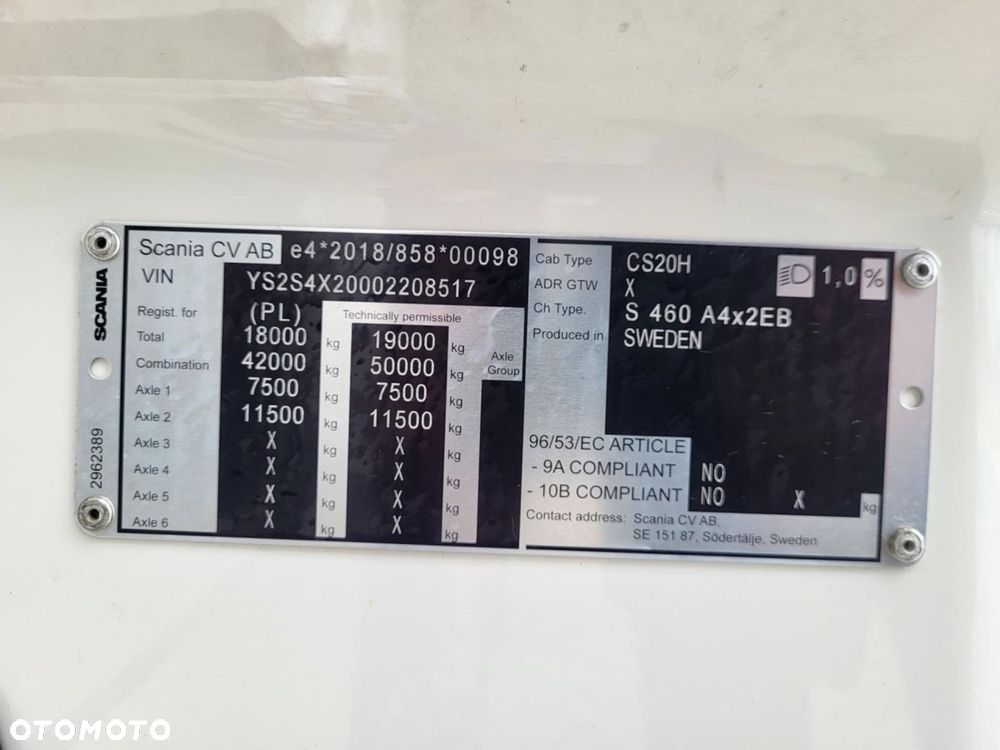 SCANIA
2962389
Scania CV AB e4*2018/858*00098
VIN YS2S4X20002208517
Regist. for (PL) Technically permissible
Total 18000 kg 19000 kg
Combination 42000 kg 50000 kg Axle Group
Axle 1 7500 kg 7500 kg
Axle 2 11500 kg 11500 kg
Axle 3 X kg X kg
Axle 4 X kg X kg
Axle 5 X kg X kg
Axle 6 X kg X kg
Cab Type CS20H 1,0 %
ADR GTW X
Ch Type. S 460 A4x2EB
Produced in SWEDEN
96/53/EC ARTICLE
- 9A COMPLIANT NO
- 10B COMPLIANT NO X kg
Contact address: Scania CV AB,
SE 151 87, Södertälje, Sweden
OTOMOTO